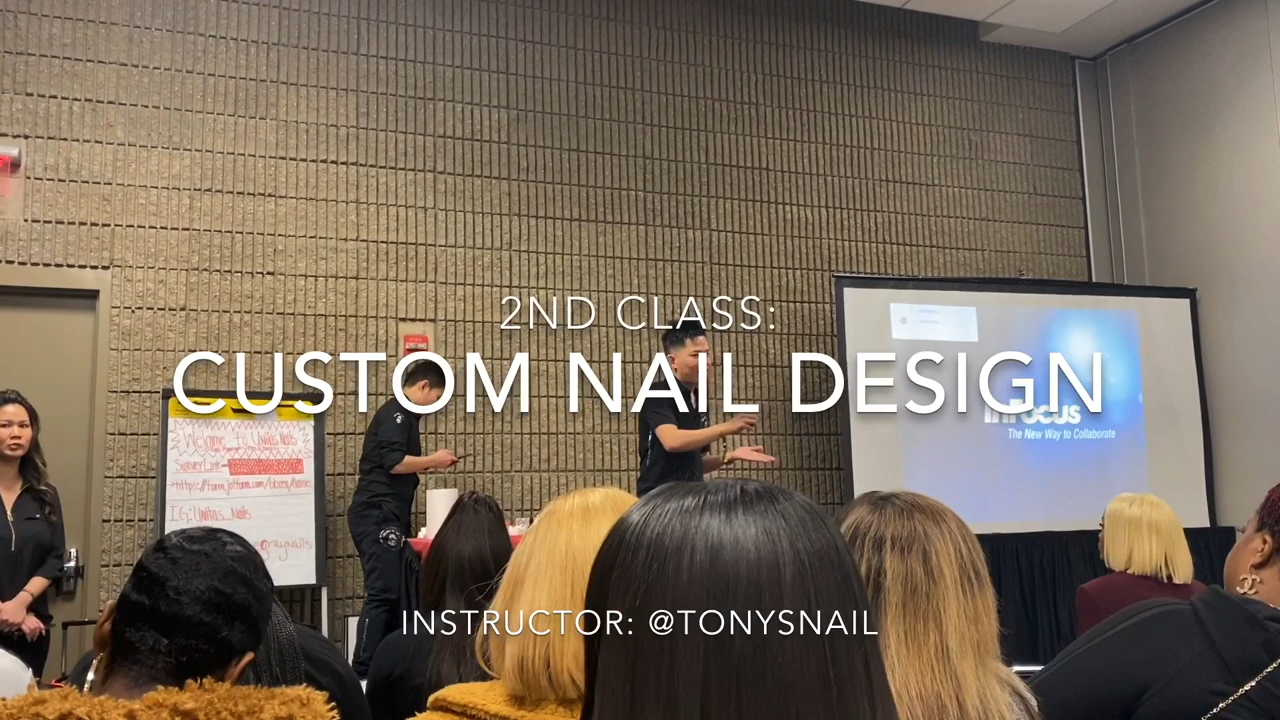 2ND CLASS:
CUSTOM NAIL DESIGN
Welcome to Unitas Nails
Survey Link
IG: Unitas_Nails
InFocus
The New Way to Collaborate
INSTRUCTOR: @TONYSNAIL